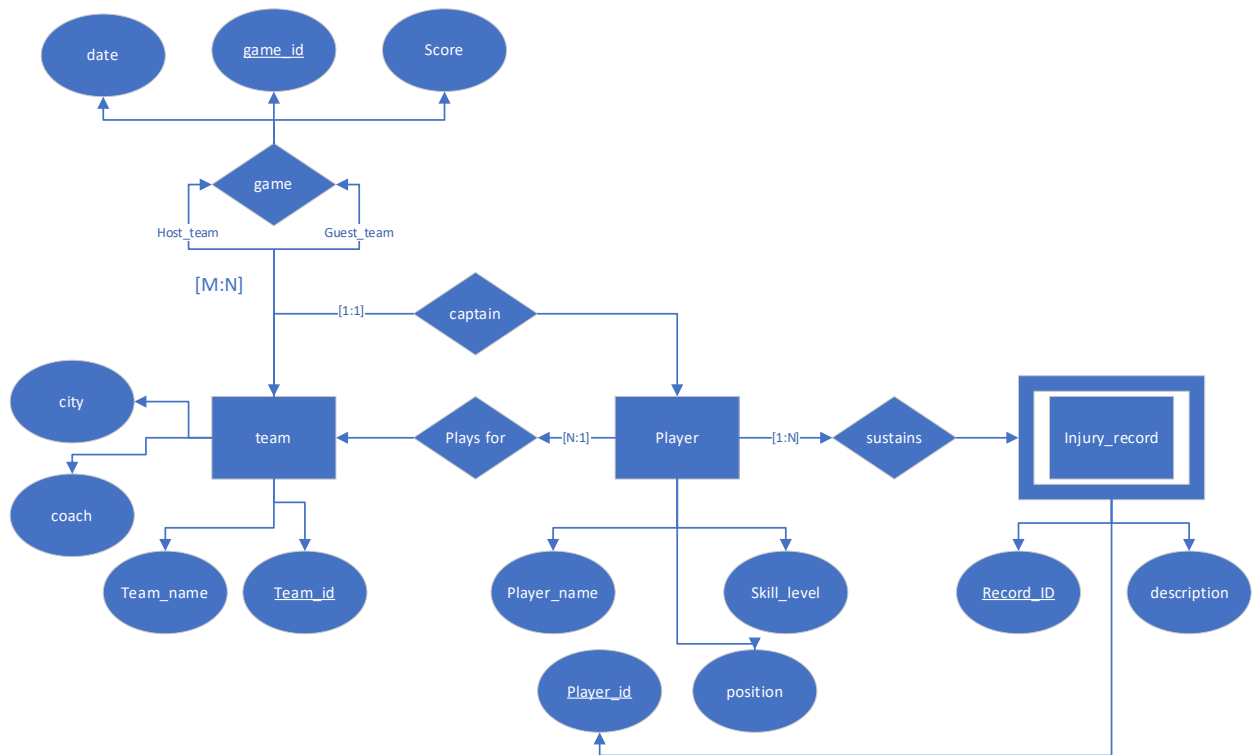 date
game_id
Score
game
Host_team
Guest_team
[M:N]
[1:1]
captain
city
team
Plays for
[N:1]
Player
[1:N]
sustains
Injury_record
coach
Team_name
Team_id
Player_name
Skill_level
Record_ID
description
Player_id
position